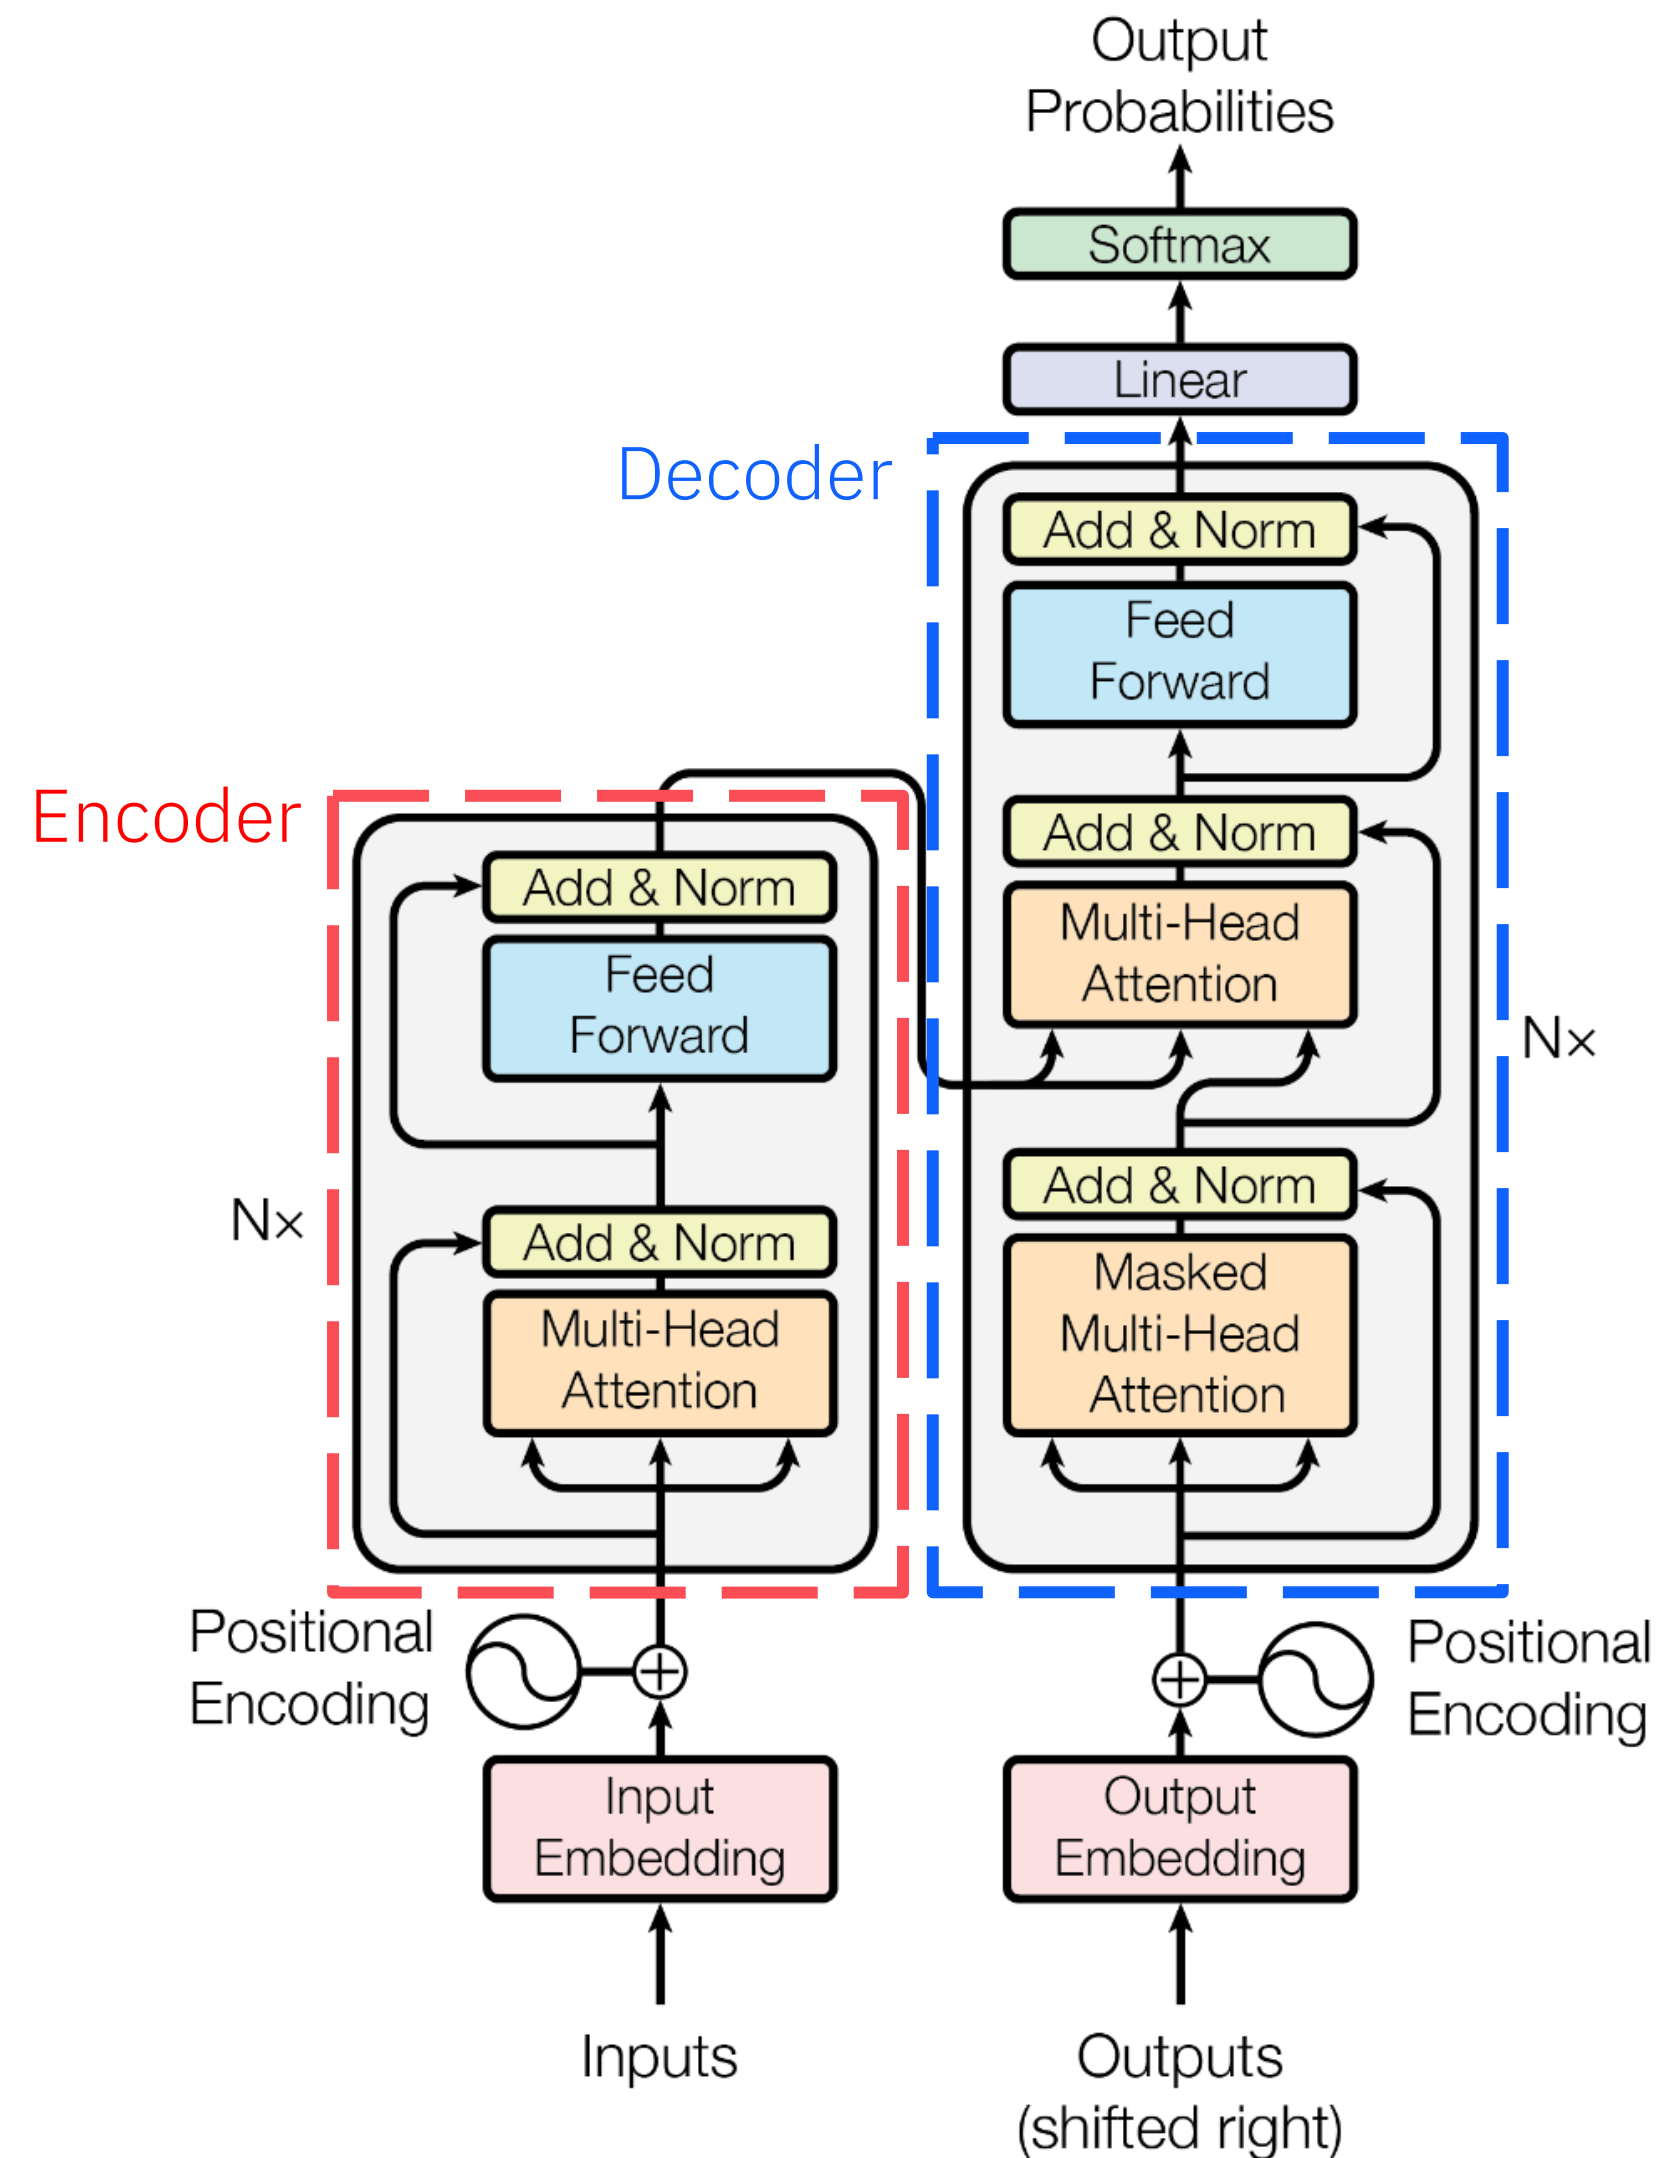 Output
Probabilities
Softmax
Linear
Decoder
Add & Norm
Feed
Forward
Add & Norm
Multi-Head
Attention
Nx
Add & Norm
Masked
Multi-Head
Attention
Encoder
Add & Norm
Feed
Forward
Nx
Add & Norm
Multi-Head
Attention
Positional
Encoding
Positional
Encoding
Input
Embedding
Output
Embedding
Inputs
Outputs
(shifted right)